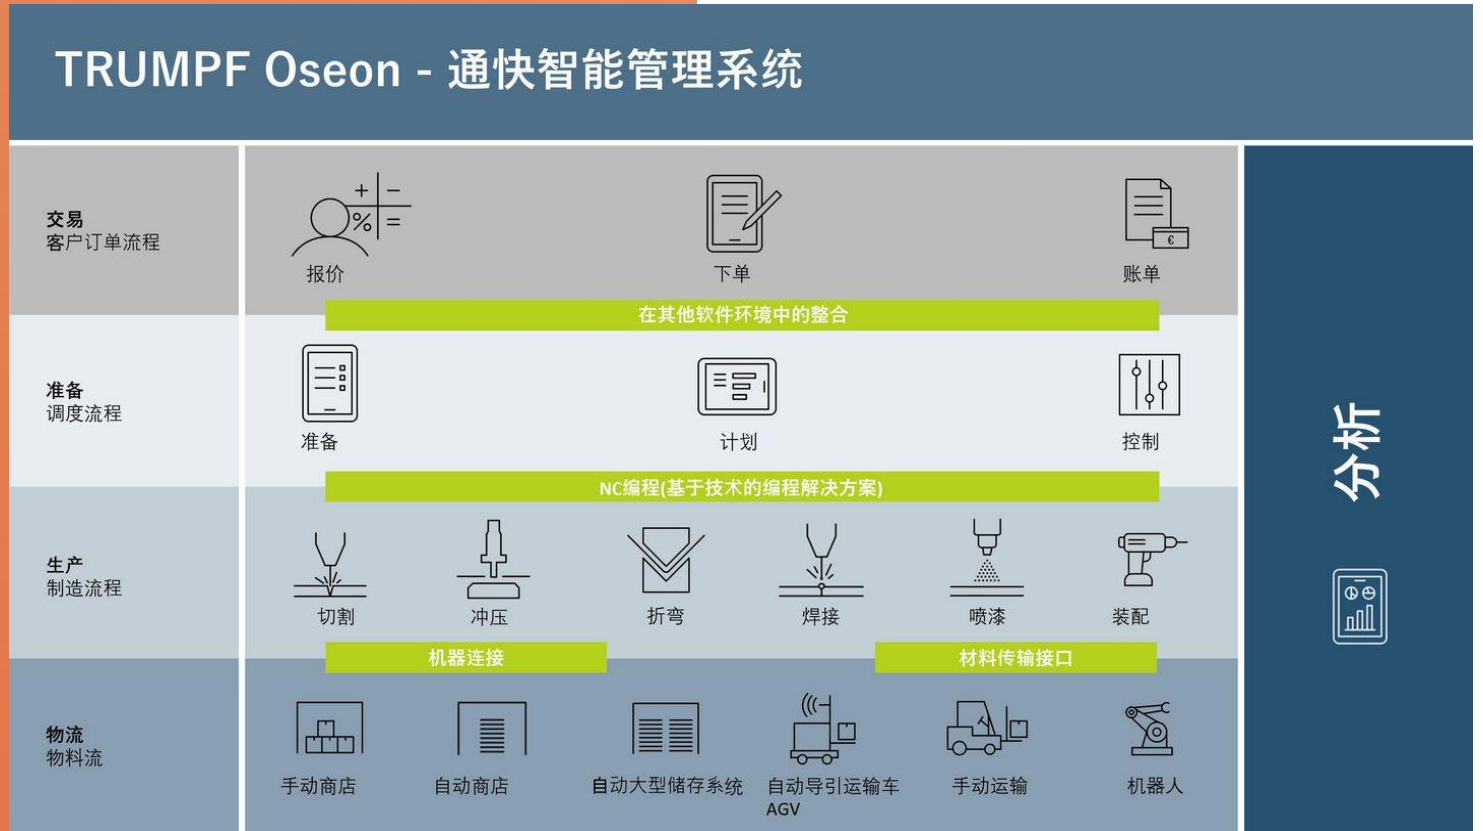 TRUMPF Oseon - 通快智能管理系统
交易
客户订单流程
+ −
% =
€
报价
下单
账单
在其他软件环境中的整合
准备
调度流程
准备
计划
控制
NC编程(基于技术的编程解决方案)
生产
制造流程
切割
冲压
折弯
焊接
喷漆
装配
机器连接
材料传输接口
物流
物料流
手动商店
自动商店
自动大型储存系统
自动导引运输车
AGV
手动运输
机器人
分析